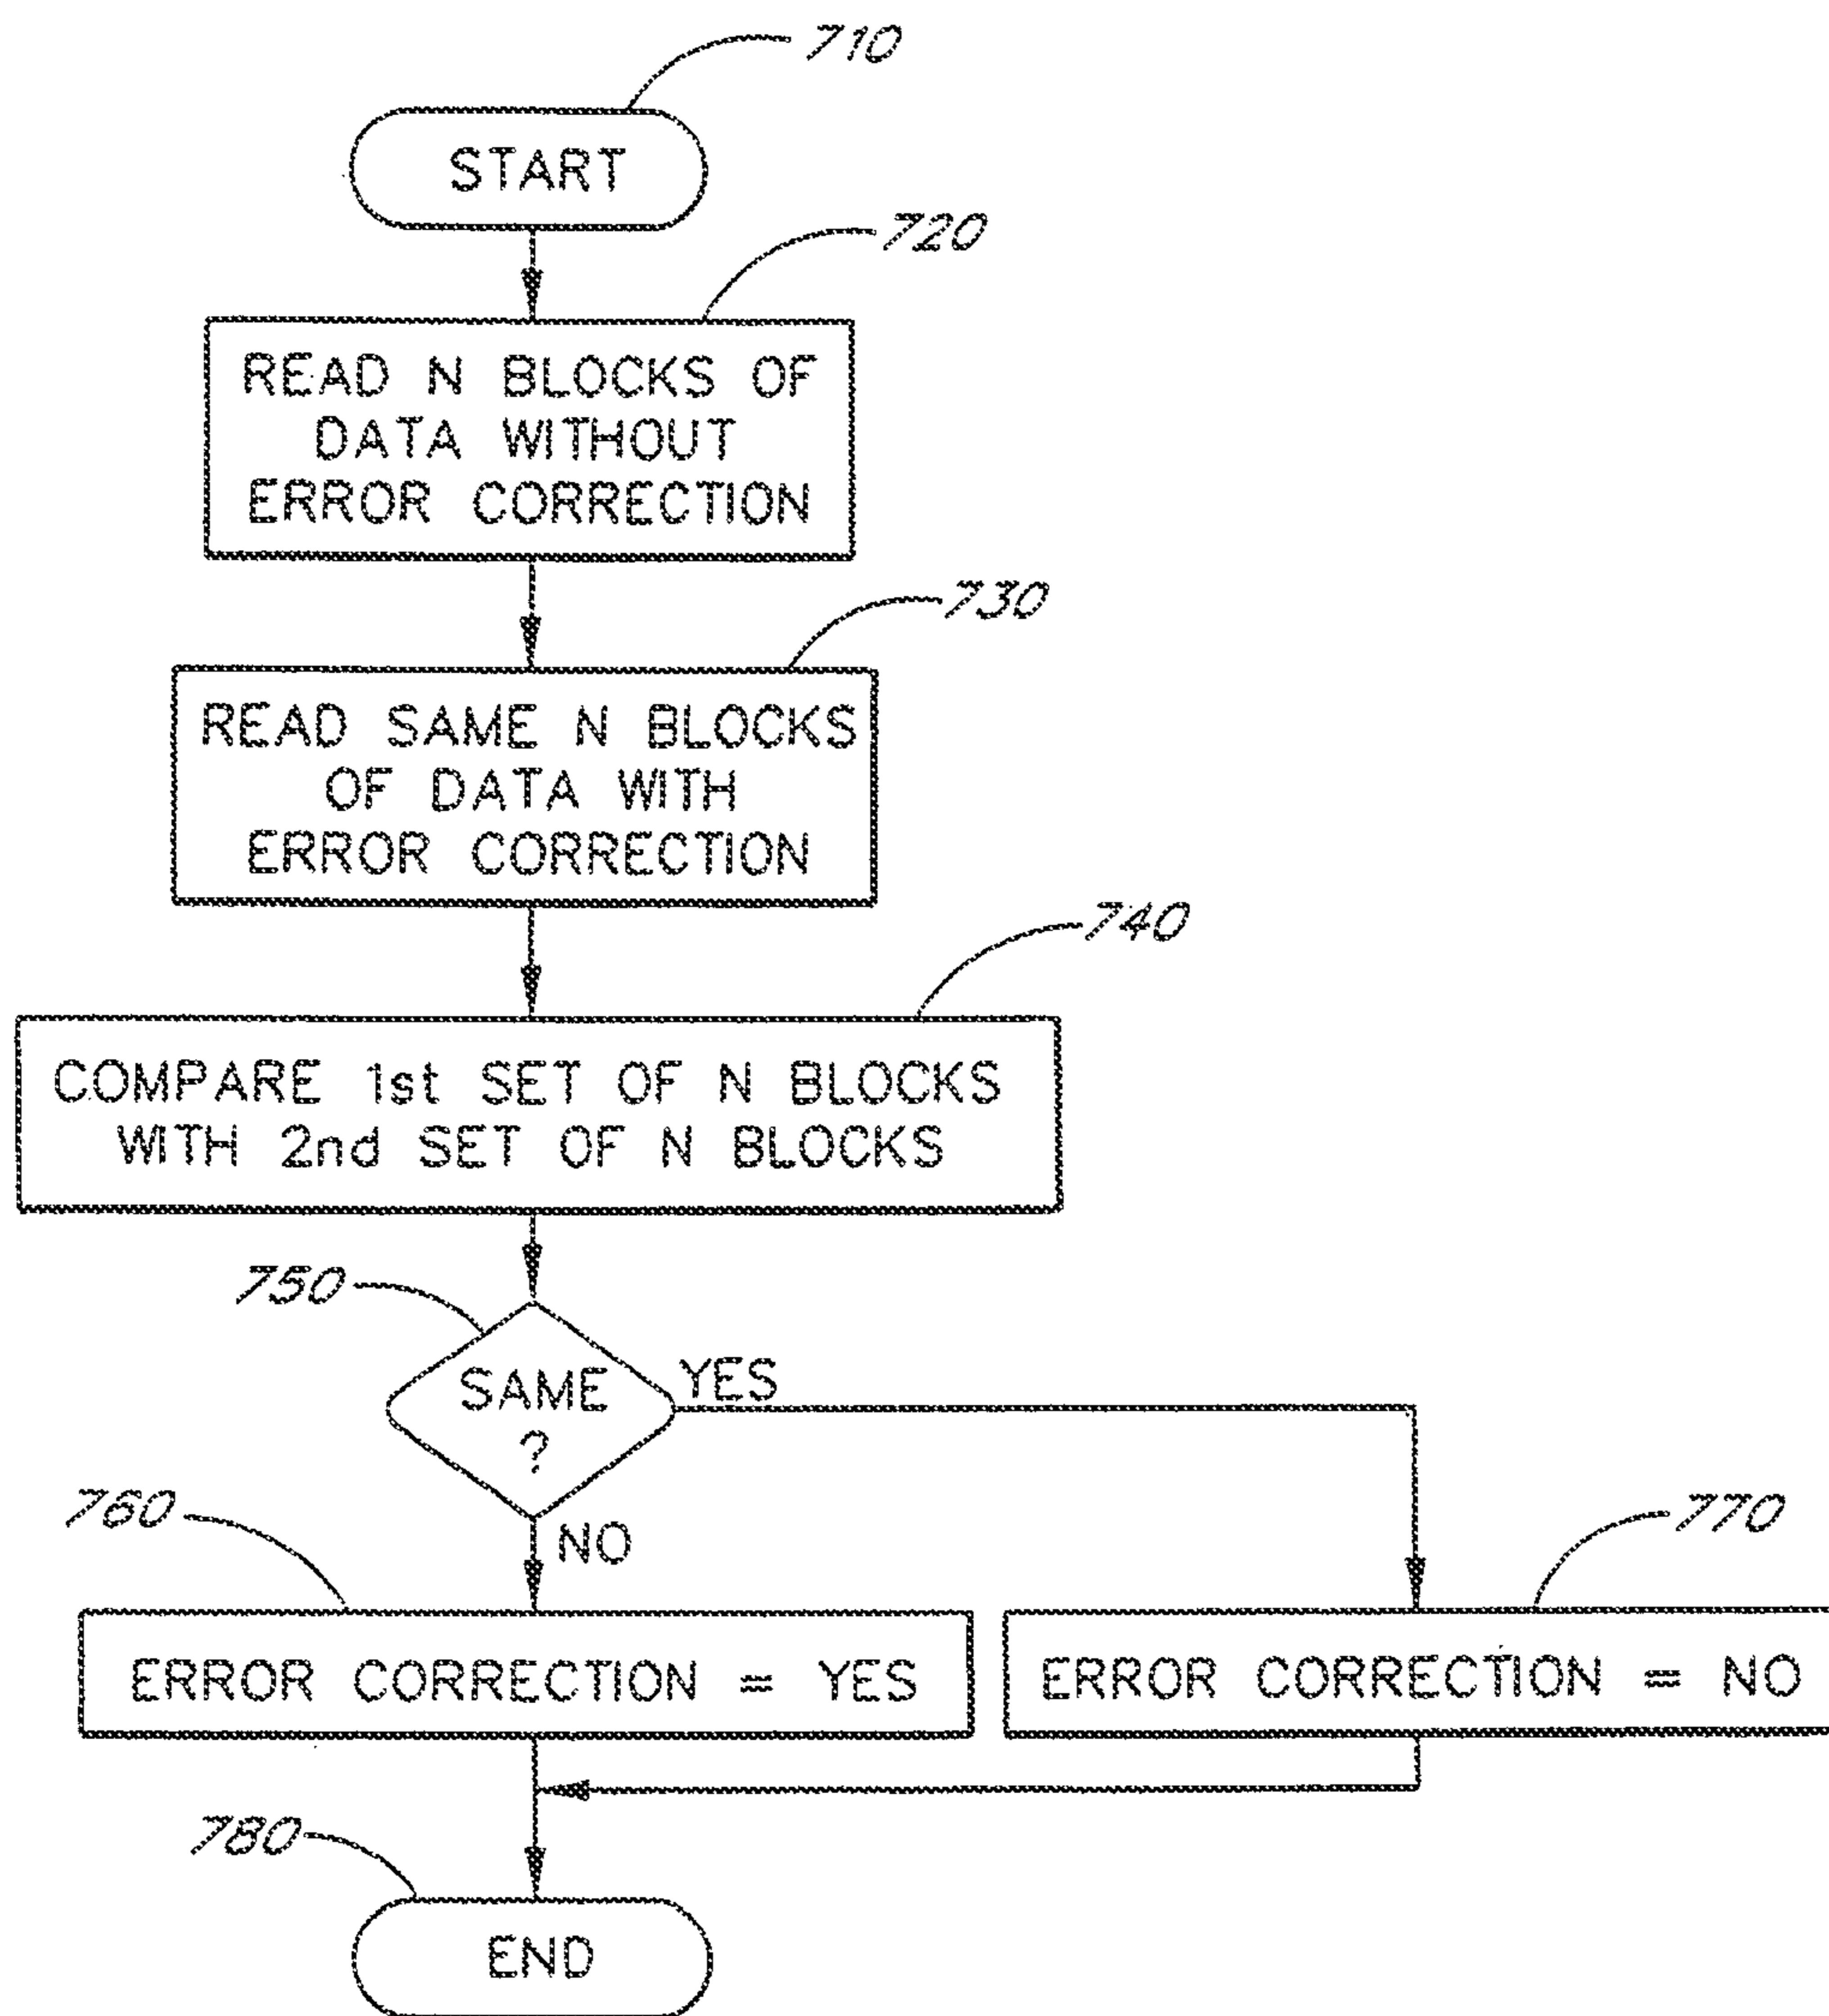 710
START
720
READ N BLOCKS OF
DATA WITHOUT
ERROR CORRECTION
730
READ SAME N BLOCKS
OF DATA WITH
ERROR CORRECTION
740
COMPARE 1st SET OF N BLOCKS
WITH 2nd SET OF N BLOCKS
750
SAME
?
YES
NO
760
770
ERROR CORRECTION = YES
ERROR CORRECTION = NO
780
END